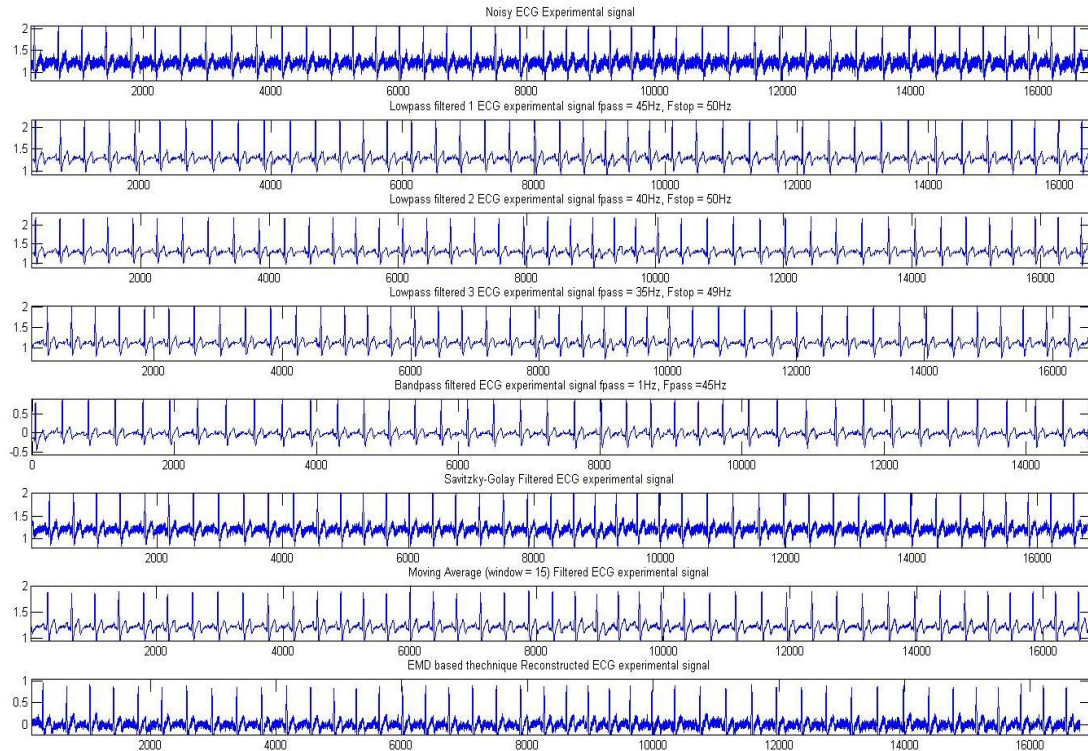 Noisy ECG Experimental signal
2
1.5
1
2000 4000 6000 8000 10000 12000 14000 16000
Lowpass filtered 1 ECG experimental signal fpass = 45Hz, Fstop = 50Hz
2
1.5
1
2000 4000 6000 8000 10000 12000 14000 16000
Lowpass filtered 2 ECG experimental signal fpass = 40Hz, Fstop = 50Hz
2
1.5
1
2000 4000 6000 8000 10000 12000 14000 16000
Lowpass filtered 3 ECG experimental signal fpass = 35Hz, Fstop = 49Hz
2
1.5
1
2000 4000 6000 8000 10000 12000 14000 16000
Bandpass filtered ECG experimental signal fpass = 1Hz, Fpass =45Hz
0.5
0
-0.5
0 2000 4000 6000 8000 10000 12000 14000
Savitzky-Golay Filtered ECG experimental signal
2
1.5
1
2000 4000 6000 8000 10000 12000 14000 16000
Moving Average (window = 15) Filtered ECG experimental signal
2
1.5
1
2000 4000 6000 8000 10000 12000 14000 16000
EMD based thechnique Reconstructed ECG experimental signal
1
0.5
0
2000 4000 6000 8000 10000 12000 14000 16000